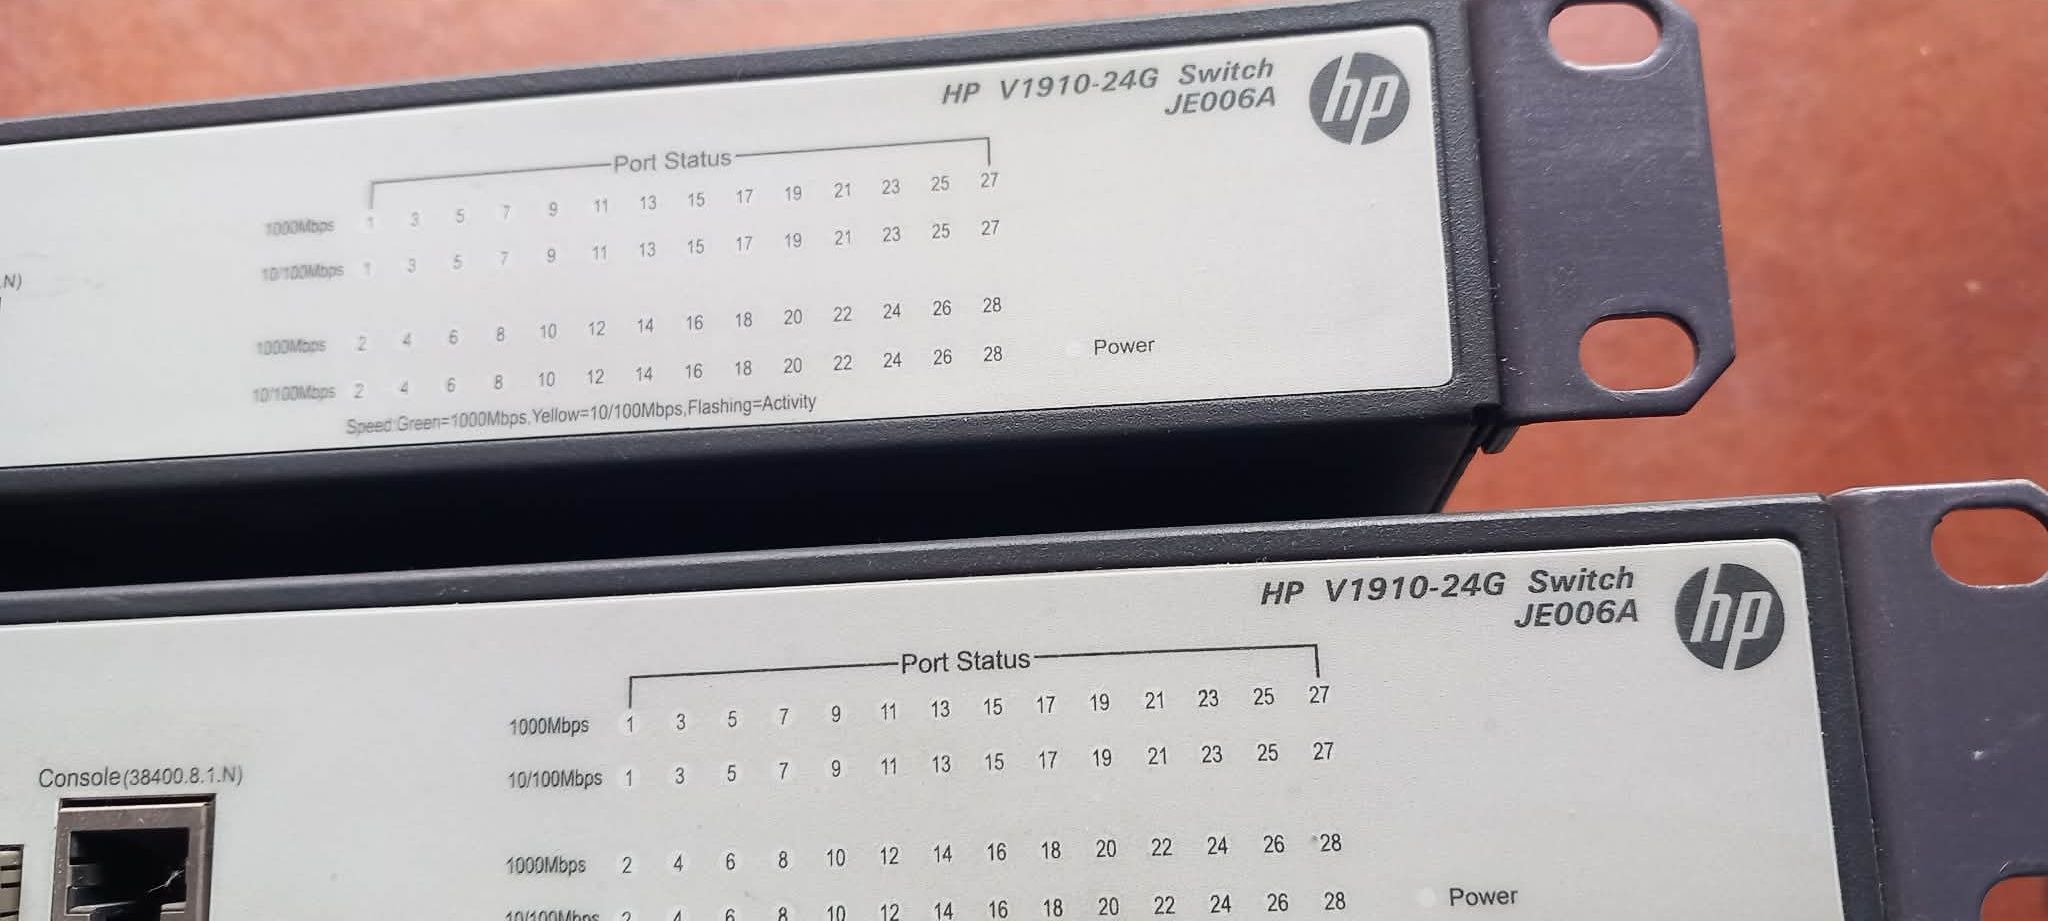 HP V1910-24G Switch
JE006A
hp
Port Status
1000Mbps 1 3 5 7 9 11 13 15 17 19 21 23 25 27
10/100Mbps 1 3 5 7 9 11 13 15 17 19 21 23 25 27
.N)
1000Mbps 2 4 6 8 10 12 14 16 18 20 22 24 26 28
10/100Mbps 2 4 6 8 10 12 14 16 18 20 22 24 26 28
Power
Speed:Green=1000Mbps,Yellow=10/100Mbps,Flashing=Activity
HP V1910-24G Switch
JE006A
hp
Port Status
1000Mbps 1 3 5 7 9 11 13 15 17 19 21 23 25 27
10/100Mbps 1 3 5 7 9 11 13 15 17 19 21 23 25 27
Console(38400.8.1.N)
1000Mbps 2 4 6 8 10 12 14 16 18 20 22 24 26 28
10/100Mbps 2 4 6 8 10 12 14 16 18 20 22 24 26 28
Power